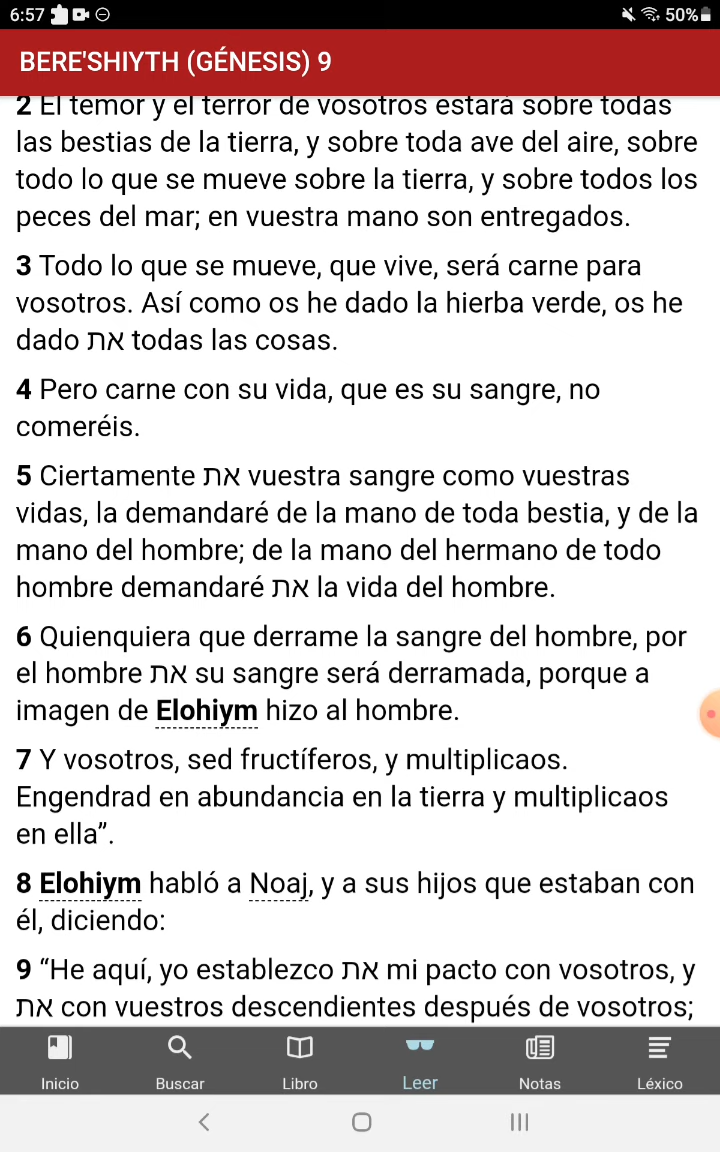 6:57
50%
BERE'SHIYTH (GÉNESIS) 9
2 El temor y el terror de vosotros estará sobre todas
las bestias de la tierra, y sobre toda ave del aire, sobre
todo lo que se mueve sobre la tierra, y sobre todos los
peces del mar; en vuestra mano son entregados.
3 Todo lo que se mueve, que vive, será carne para
vosotros. Así como os he dado la hierba verde, os he
dado את todas las cosas.
4 Pero carne con su vida, que es su sangre, no
comeréis.
5 Ciertamente את vuestra sangre como vuestras
vidas, la demandaré de la mano de toda bestia, y de la
mano del hombre; de la mano del hermano de todo
hombre demandaré את la vida del hombre.
6 Quienquiera que derrame la sangre del hombre, por
el hombre את su sangre será derramada, porque a
imagen de Elohiym hizo al hombre.
7 Y vosotros, sed fructíferos, y multiplicaos.
Engendrad en abundancia en la tierra y multiplicaos
en ella”.
8 Elohiym habló a Noaj, y a sus hijos que estaban con
él, diciendo:
9 “He aquí, yo establezco את mi pacto con vosotros, y
את con vuestros descendientes después de vosotros;
Inicio Buscar Libro Leer Notas Léxico